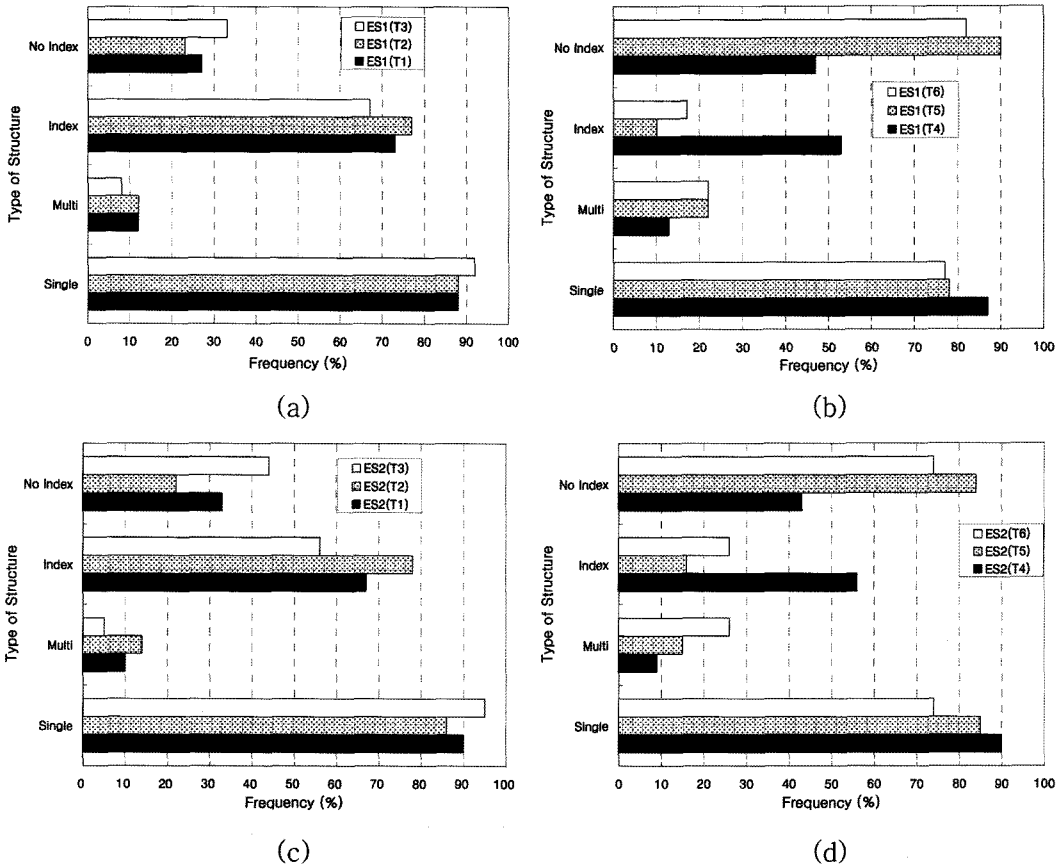 Type of Structure
No Index
Index
Multi
Single
ES1(T3)
ES1(T2)
ES1(T1)
0 10 20 30 40 50 60 70 80 90 100
Frequency (%)
(a)
Type of Structure
No Index
Index
Multi
Single
ES1(T6)
ES1(T5)
ES1(T4)
0 10 20 30 40 50 60 70 80 90 100
Frequency (%)
(b)
Type of Structure
No Index
Index
Multi
Single
ES2(T3)
ES2(T2)
ES2(T1)
0 10 20 30 40 50 60 70 80 90 100
Frequency (%)
(c)
Type of Structure
No Index
Index
Multi
Single
ES2(T6)
ES2(T5)
ES2(T4)
0 10 20 30 40 50 60 70 80 90 100
Frequency (%)
(d)